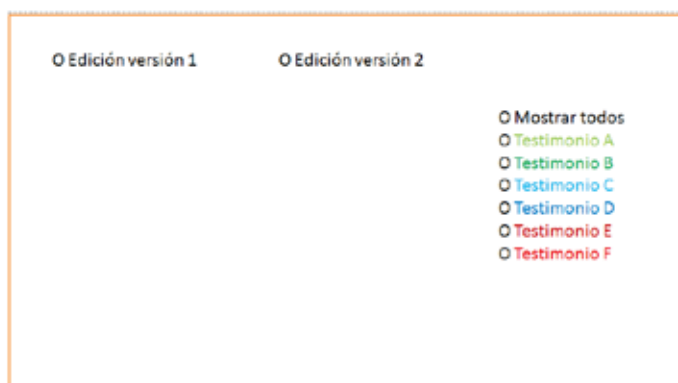 O Edición versión 1 O Edición versión 2
O Mostrar todos
O Testimonio A
O Testimonio B
O Testimonio C
O Testimonio D
O Testimonio E
O Testimonio F